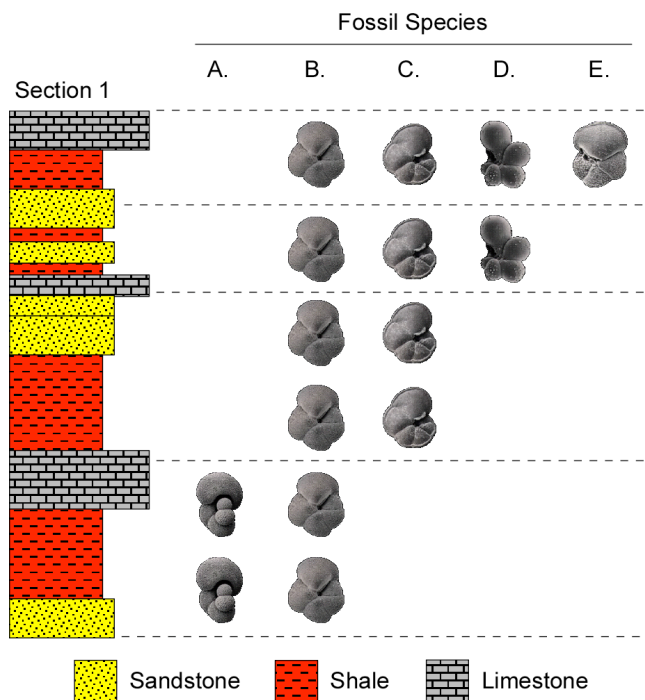 Fossil Species
A. B. C. D. E.
Section 1
Sandstone Shale Limestone